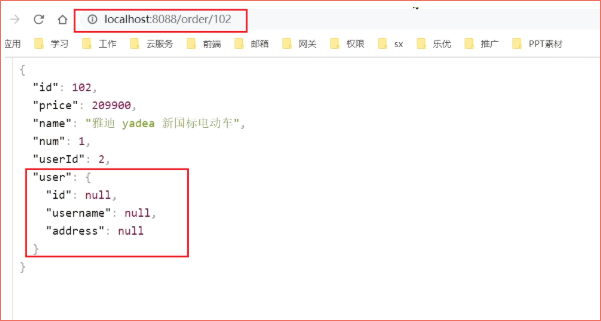 localhost:8088/order/102
应用 学习 工作 云服务 前端 邮箱 网关 权限 sx 乐优 推广 PPT素材
{
"id": 102,
"price": 209900,
"name": "雅迪 yadea 新国标电动车",
"num": 1,
"userId": 2,
"user": {
"id": null,
"username": null,
"address": null
}
}